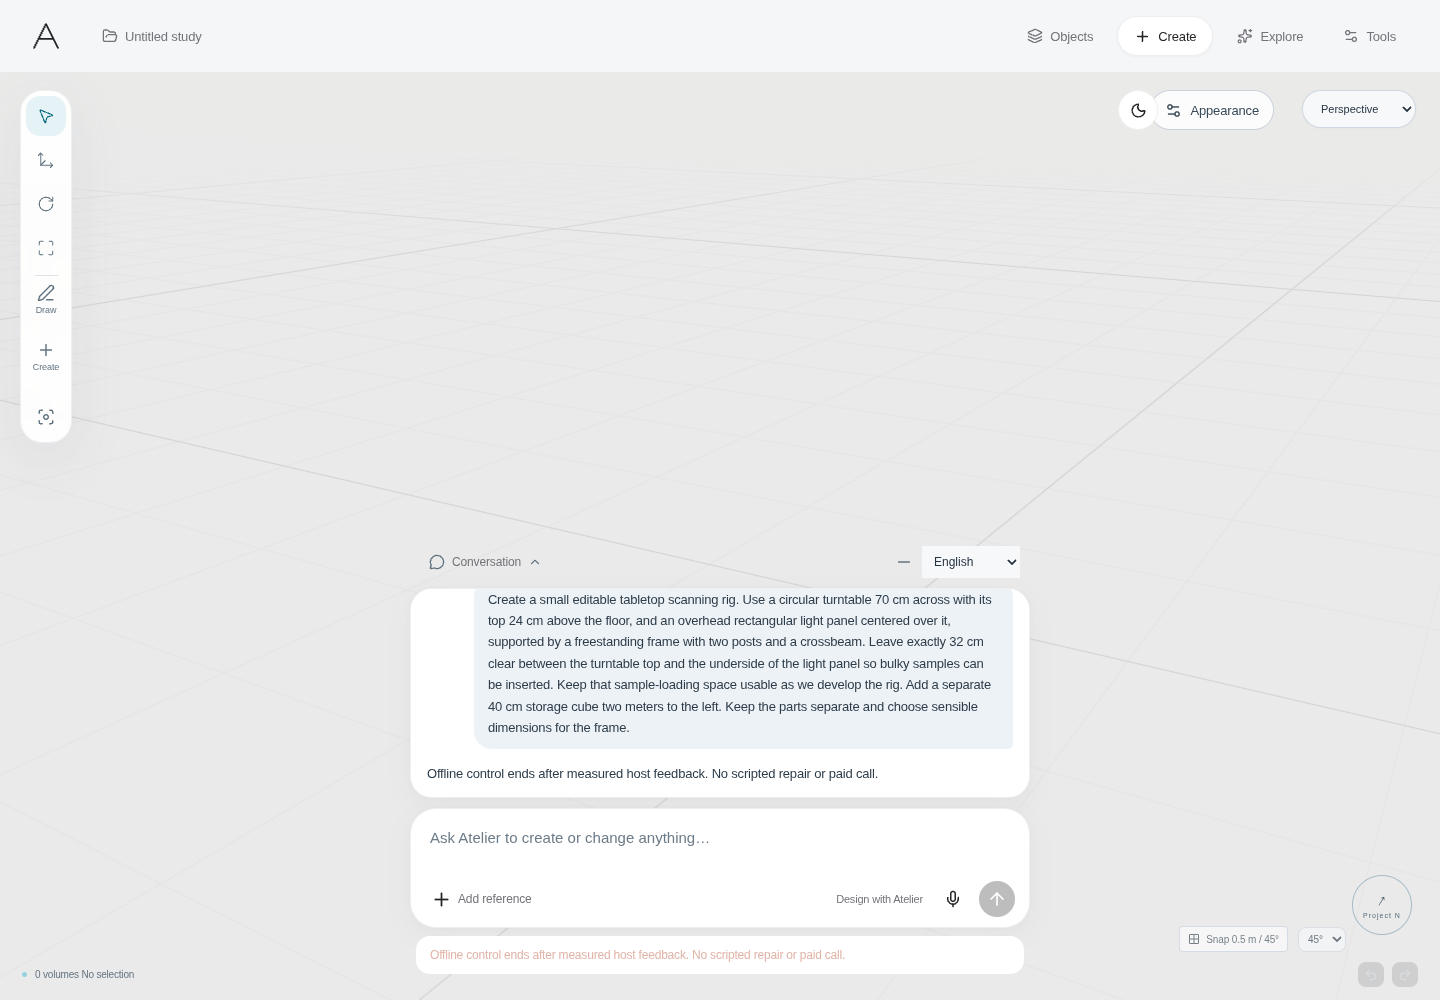 Untitled study
Objects
Create
Explore
Tools
Appearance
Perspective
Draw
Create
Conversation
English
Create a small editable tabletop scanning rig. Use a circular turntable 70 cm across with its
top 24 cm above the floor, and an overhead rectangular light panel centered over it,
supported by a freestanding frame with two posts and a crossbeam. Leave exactly 32 cm
clear between the turntable top and the underside of the light panel so bulky samples can
be inserted. Keep that sample-loading space usable as we develop the rig. Add a separate
40 cm storage cube two meters to the left. Keep the parts separate and choose sensible
dimensions for the frame.
Offline control ends after measured host feedback. No scripted repair or paid call.
Ask Atelier to create or change anything…
Add reference
Design with Atelier
Offline control ends after measured host feedback. No scripted repair or paid call.
Project N
Snap 0.5 m / 45°
45°
0 volumes No selection